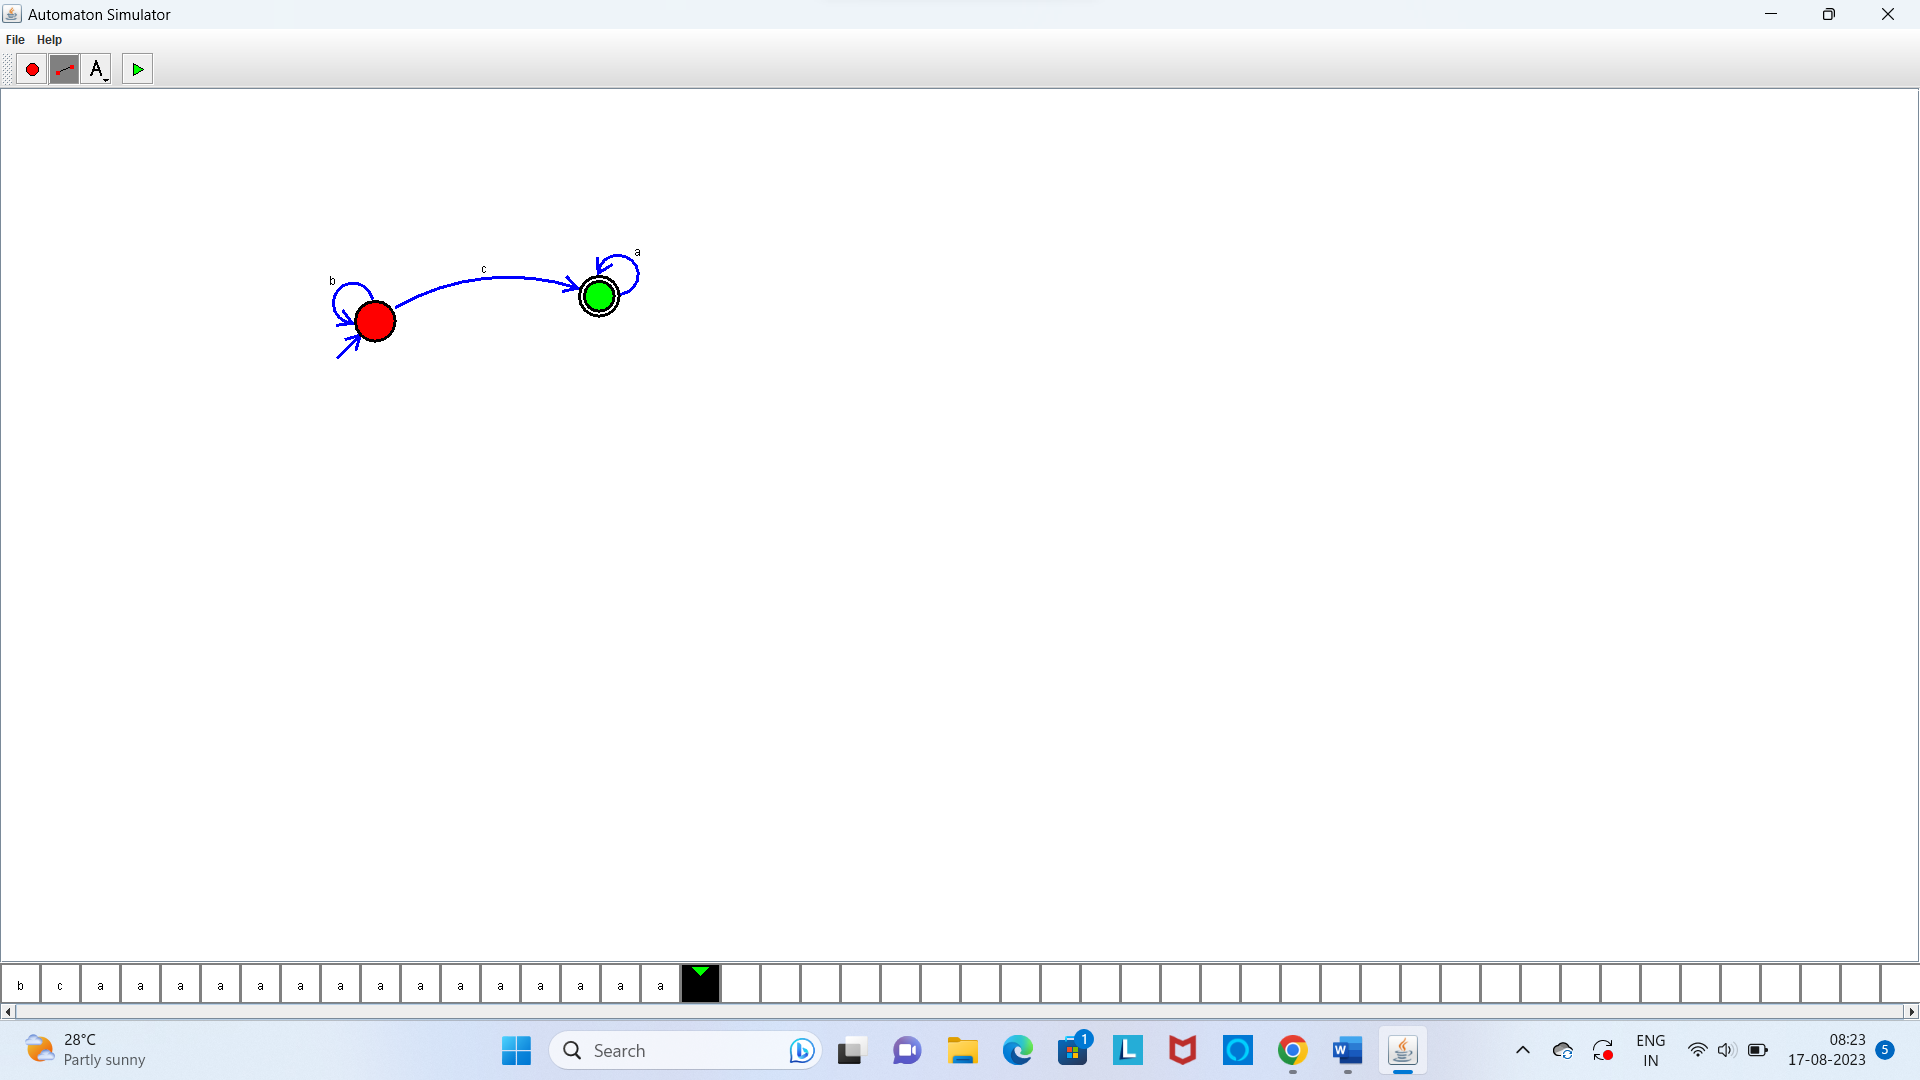 Automaton Simulator
File Help
A
a
c
b
b c a a a a a a a a a a a a a a a
28°C
Partly sunny
Search
1
L
W
ENG
IN
08:23
17-08-2023
5